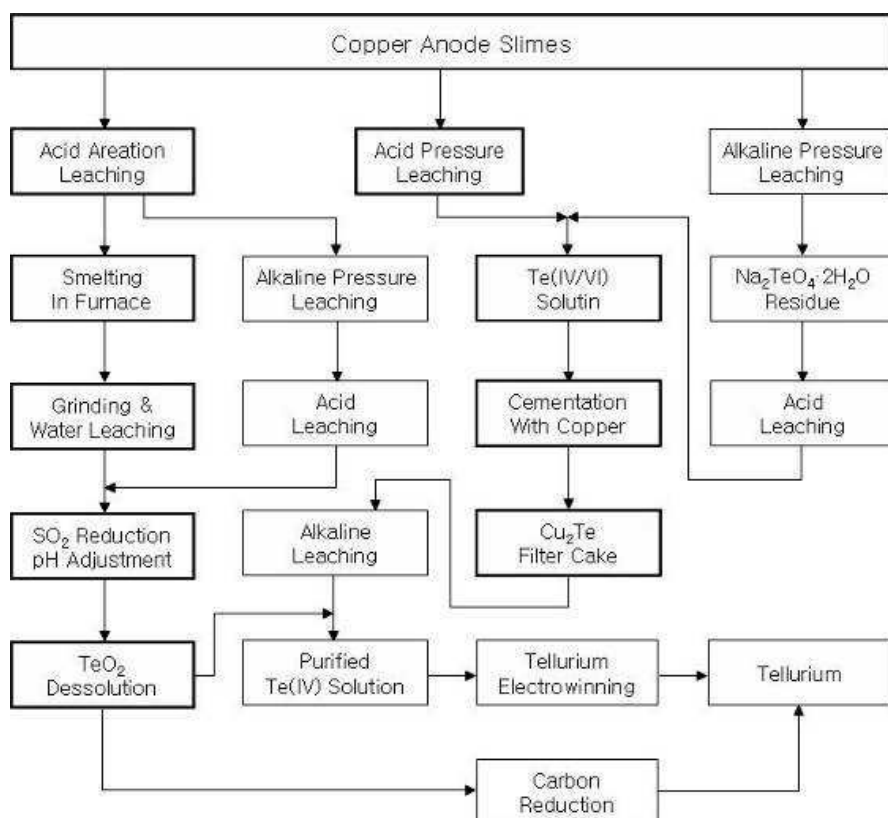 Copper Anode Slimes
Acid Areation
Leaching
Acid Pressure
Leaching
Alkaline Pressure
Leaching
Smelting
In Furnace
Alkaline Pressure
Leaching
Te(IV/VI)
Solutin
Na₂TeO₄·2H₂O
Residue
Grinding &
Water Leaching
Acid
Leaching
Cementation
With Copper
Acid
Leaching
SO₂ Reduction
pH Adjustment
Alkaline
Leaching
Cu₂Te
Filter Cake
TeO₂
Dessolution
Purified
Te(IV) Solution
Tellurium
Electrowinning
Tellurium
Carbon
Reduction